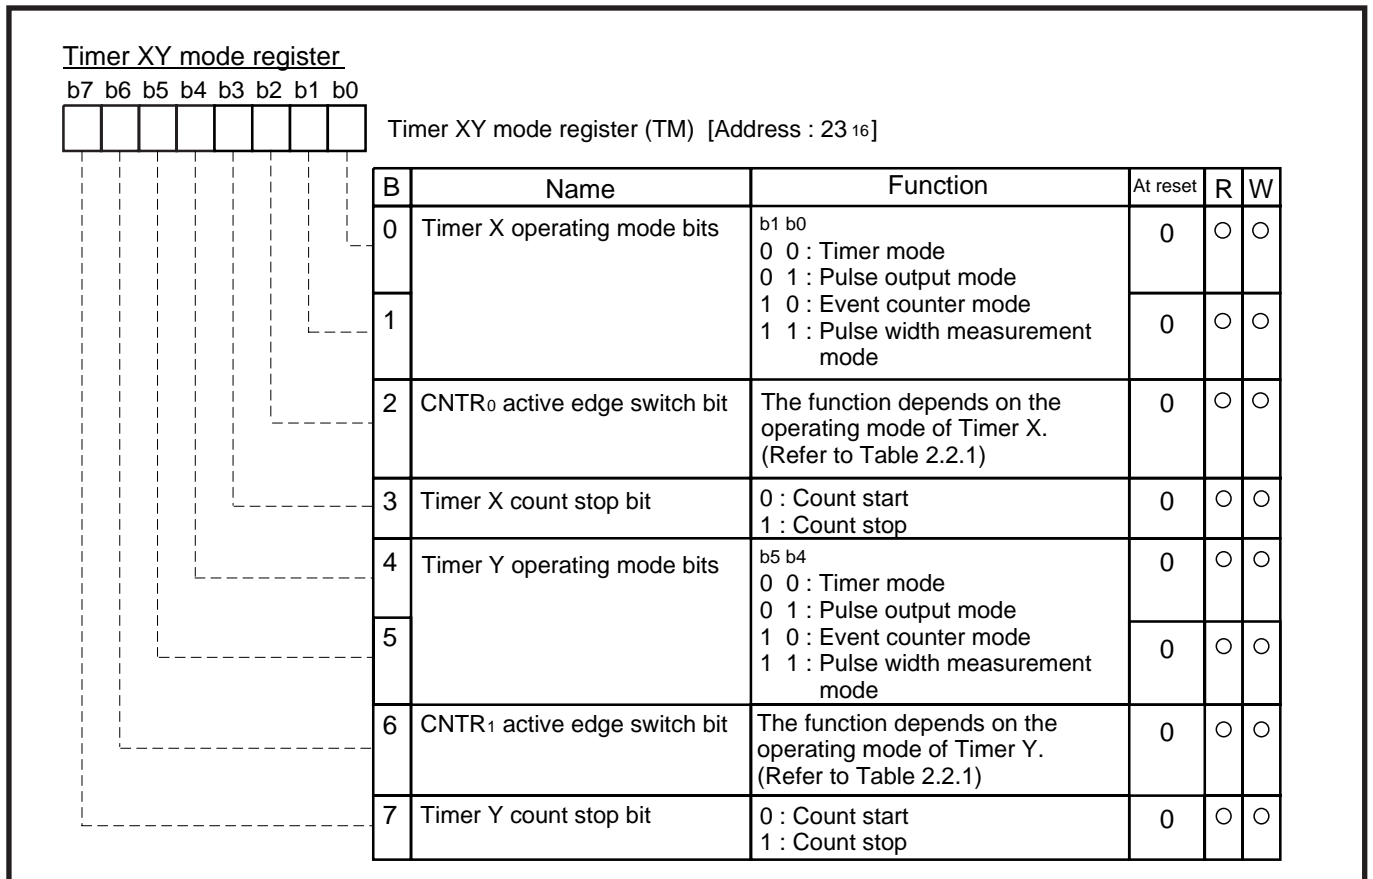 Timer XY mode register
b7 b6 b5 b4 b3 b2 b1 b0
Timer XY mode register (TM) [Address : 23 16]
B Name Function At reset R W
0 Timer X operating mode bits b1 b0 0 ○ ○
0 0 : Timer mode
0 1 : Pulse output mode
1 0 : Event counter mode
1 0 ○ ○
1 1 : Pulse width measurement
mode
2 CNTR0 active edge switch bit The function depends on the 0 ○ ○
operating mode of Timer X.
(Refer to Table 2.2.1)
3 Timer X count stop bit 0 : Count start 0 ○ ○
1 : Count stop
4 Timer Y operating mode bits b5 b4 0 ○ ○
0 0 : Timer mode
0 1 : Pulse output mode
5 1 0 : Event counter mode 0 ○ ○
1 1 : Pulse width measurement
mode
6 CNTR1 active edge switch bit The function depends on the 0 ○ ○
operating mode of Timer Y.
(Refer to Table 2.2.1)
7 Timer Y count stop bit 0 : Count start 0 ○ ○
1 : Count stop